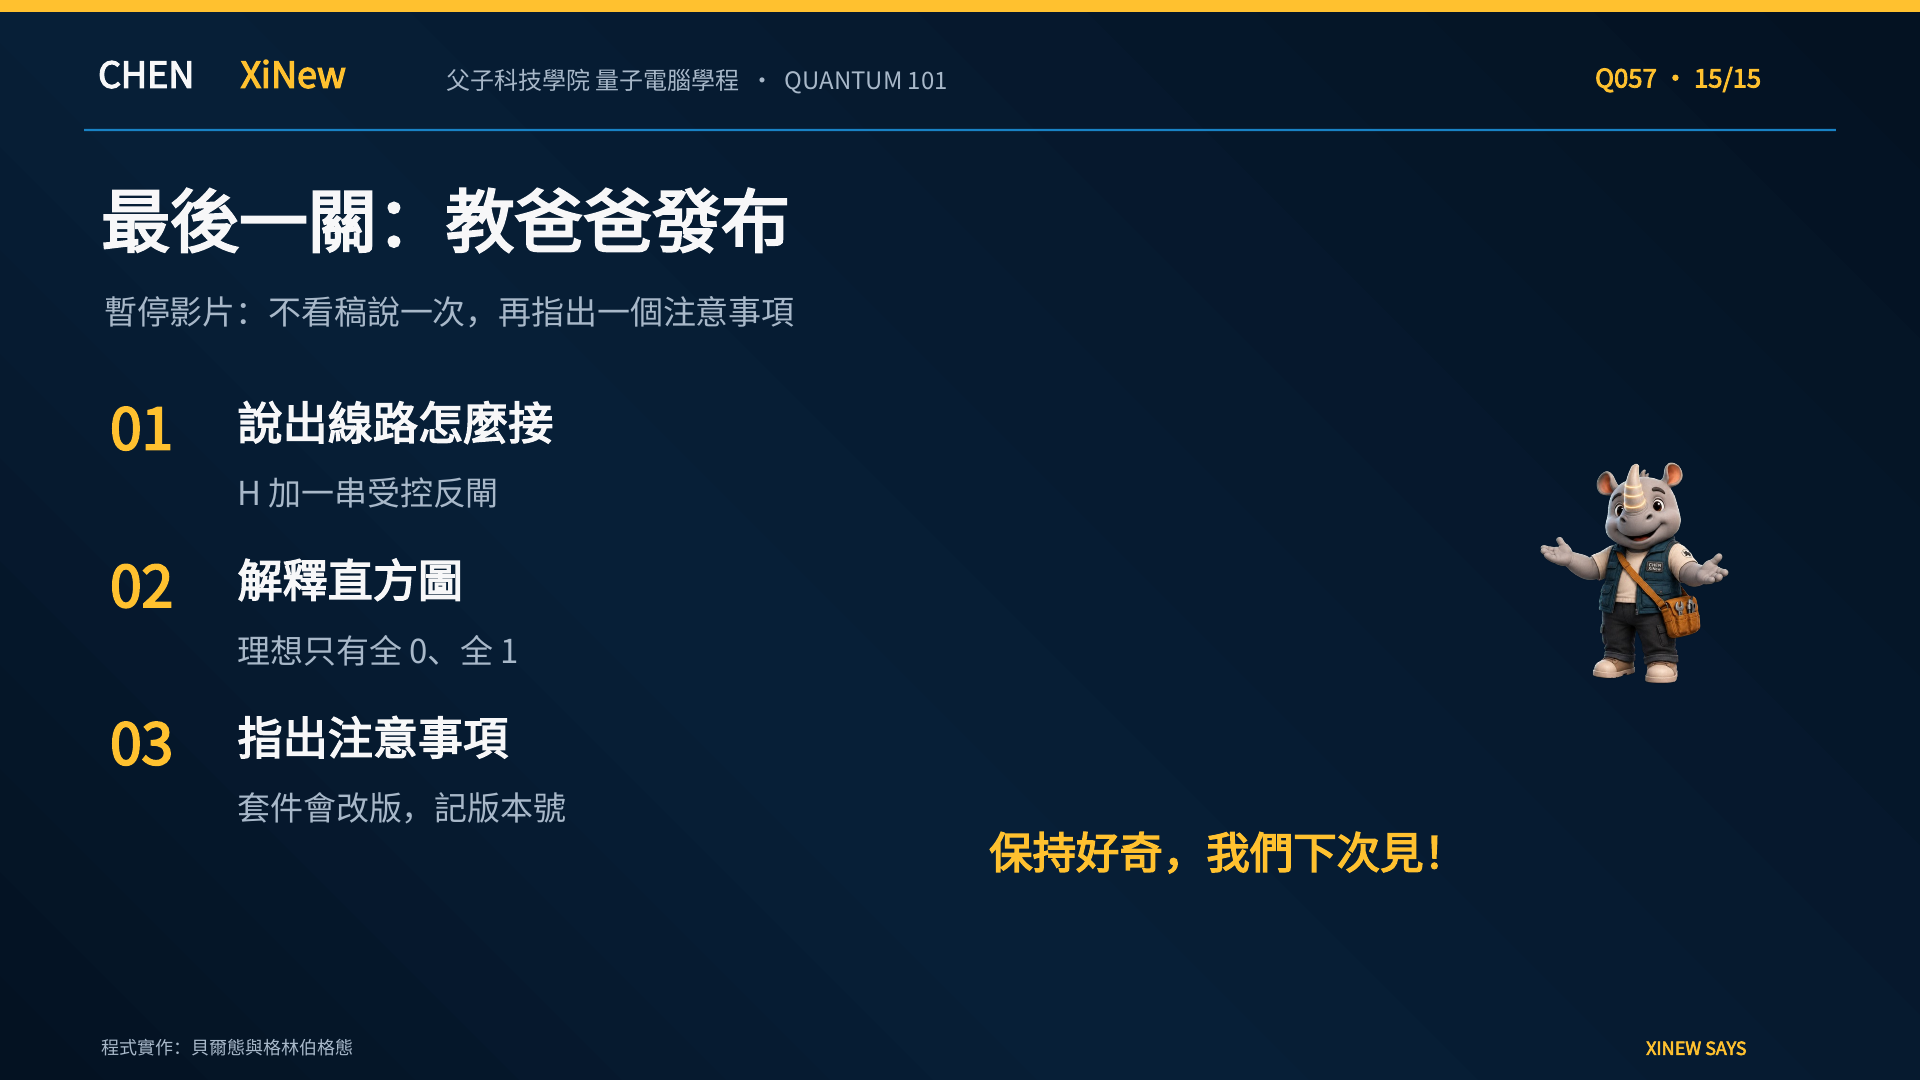 CHEN XiNew 父子科技學院 量子電腦學程 • QUANTUM 101 Q057 • 15/15
最後一關：教爸爸發布
暫停影片：不看稿說一次，再指出一個注意事項
01 說出線路怎麼接
H 加一串受控反閘
02 解釋直方圖
理想只有全 0、全 1
03 指出注意事項
套件會改版，記版本號
保持好奇，我們下次見！
程式實作：貝爾態與格林伯格態 XINEW SAYS